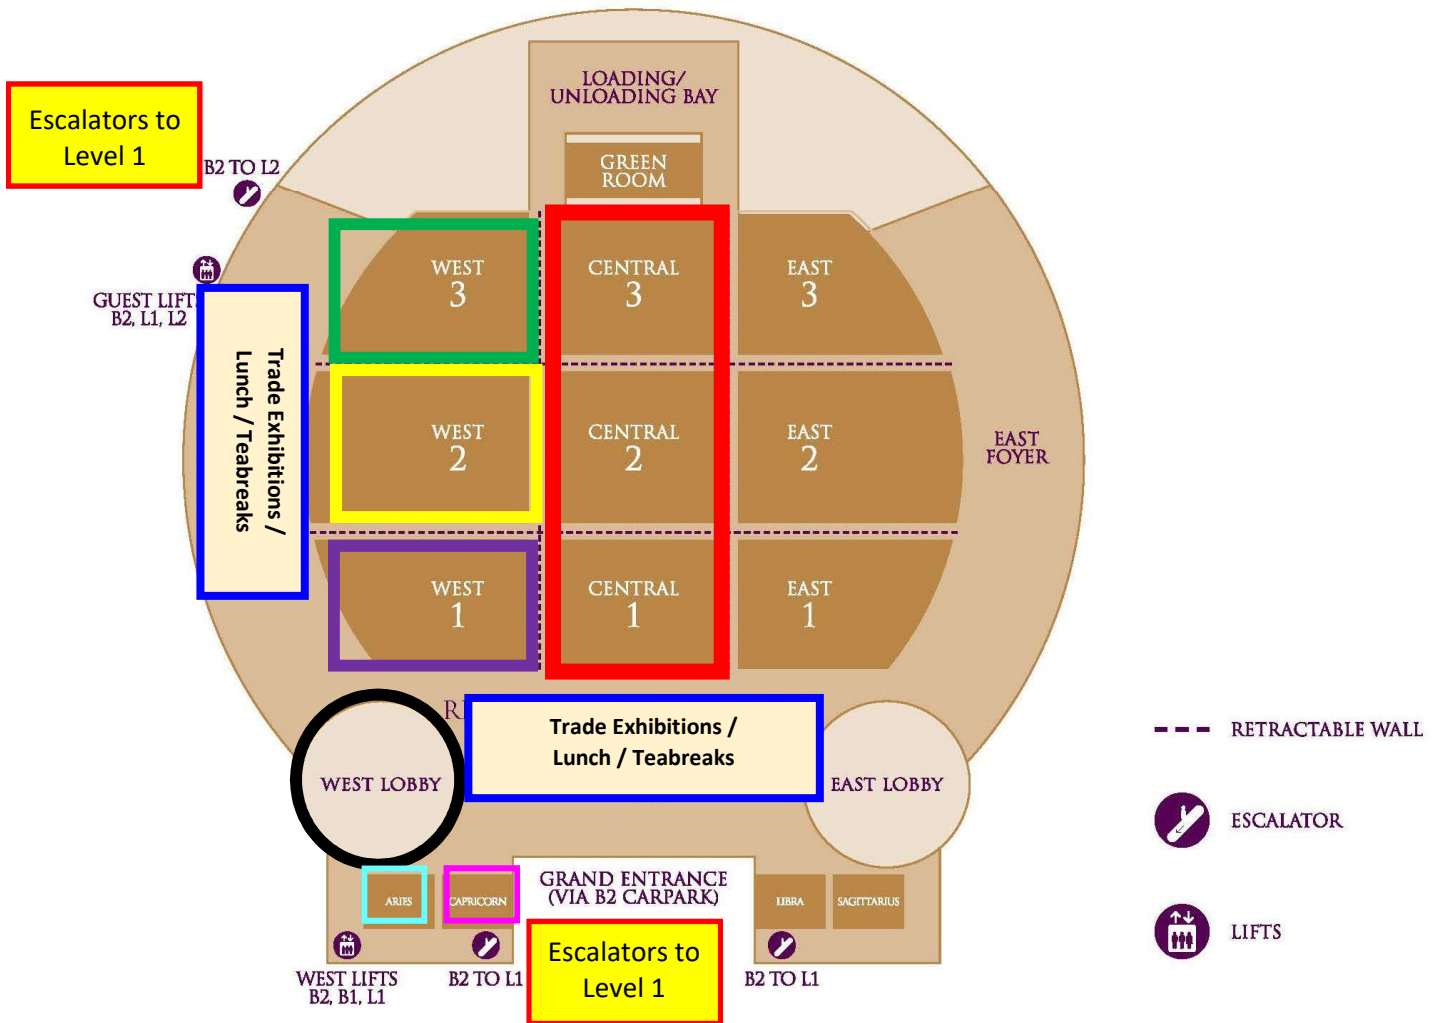 LOADING/
UNLOADING BAY
Escalators to
Level 1
B2 TO L2
GREEN
ROOM
GUEST LIFT
B2, L1, L2
WEST
3
CENTRAL
3
EAST
3
Trade Exhibitions /
Lunch / Teabreaks
WEST
2
CENTRAL
2
EAST
2
EAST
FOYER
WEST
1
CENTRAL
1
EAST
1
Trade Exhibitions /
Lunch / Teabreaks
WEST LOBBY
EAST LOBBY
RETRACTABLE WALL
ESCALATOR
LIFTS
ARIES
CAPRICORN
GRAND ENTRANCE
(VIA B2 CARPARK)
LIBRA
SAGITTARIUS
WEST LIFTS
B2, B1, L1
B2 TO L1
Escalators to
Level 1
B2 TO L1